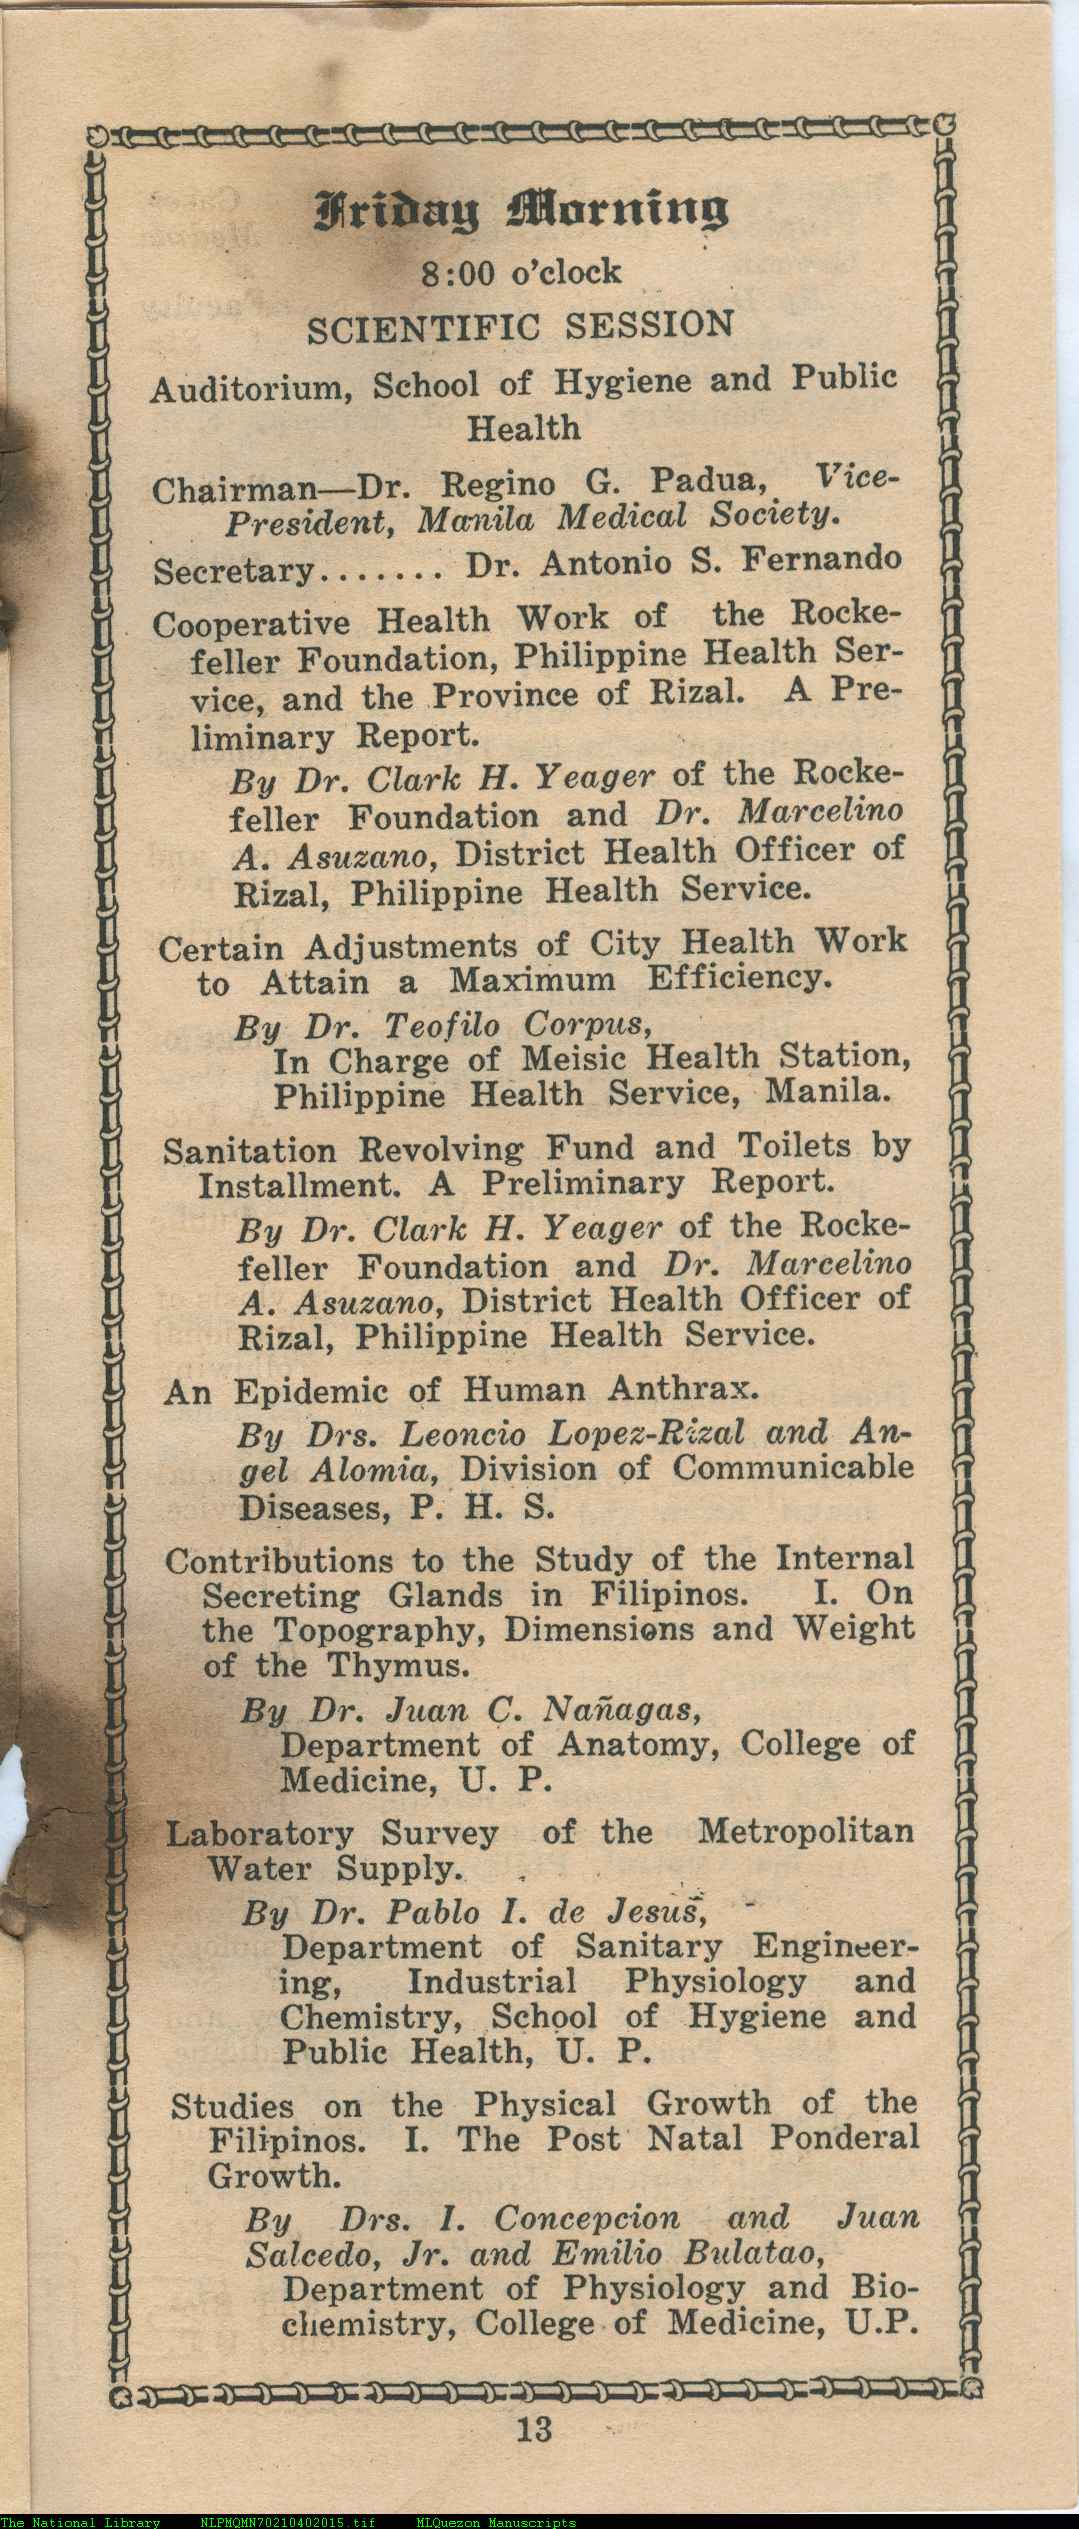 Friday Morning
8:00 o'clock
SCIENTIFIC SESSION
Auditorium, School of Hygiene and Public
Health
Chairman—Dr. Regino G. Padua, Vice-
President, Manila Medical Society.
Secretary....... Dr. Antonio S. Fernando
Cooperative Health Work of the Rocke-
feller Foundation, Philippine Health Ser-
vice, and the Province of Rizal. A Pre-
liminary Report.
By Dr. Clark H. Yeager of the Rocke-
feller Foundation and Dr. Marcelino
A. Asuzano, District Health Officer of
Rizal, Philippine Health Service.
Certain Adjustments of City Health Work
to Attain a Maximum Efficiency.
By Dr. Teofilo Corpus,
In Charge of Meisic Health Station,
Philippine Health Service, Manila.
Sanitation Revolving Fund and Toilets by
Installment. A Preliminary Report.
By Dr. Clark H. Yeager of the Rocke-
feller Foundation and Dr. Marcelino
A. Asuzano, District Health Officer of
Rizal, Philippine Health Service.
An Epidemic of Human Anthrax.
By Drs. Leoncio Lopez-Rizal and An-
gel Alomia, Division of Communicable
Diseases, P. H. S.
Contributions to the Study of the Internal
Secreting Glands in Filipinos. I. On
the Topography, Dimensions and Weight
of the Thymus.
By Dr. Juan C. Nañagas,
Department of Anatomy, College of
Medicine, U. P.
Laboratory Survey of the Metropolitan
Water Supply.
By Dr. Pablo I. de Jesus,
Department of Sanitary Engineer-
ing, Industrial Physiology and
Chemistry, School of Hygiene and
Public Health, U. P.
Studies on the Physical Growth of the
Filipinos. I. The Post Natal Ponderal
Growth.
By Drs. I. Concepcion and Juan
Salcedo, Jr. and Emilio Bulatao,
Department of Physiology and Bio-
chemistry, College of Medicine, U.P.
13
The National Library NLPMQMN70210402015.tif MLQuezon Manuscripts